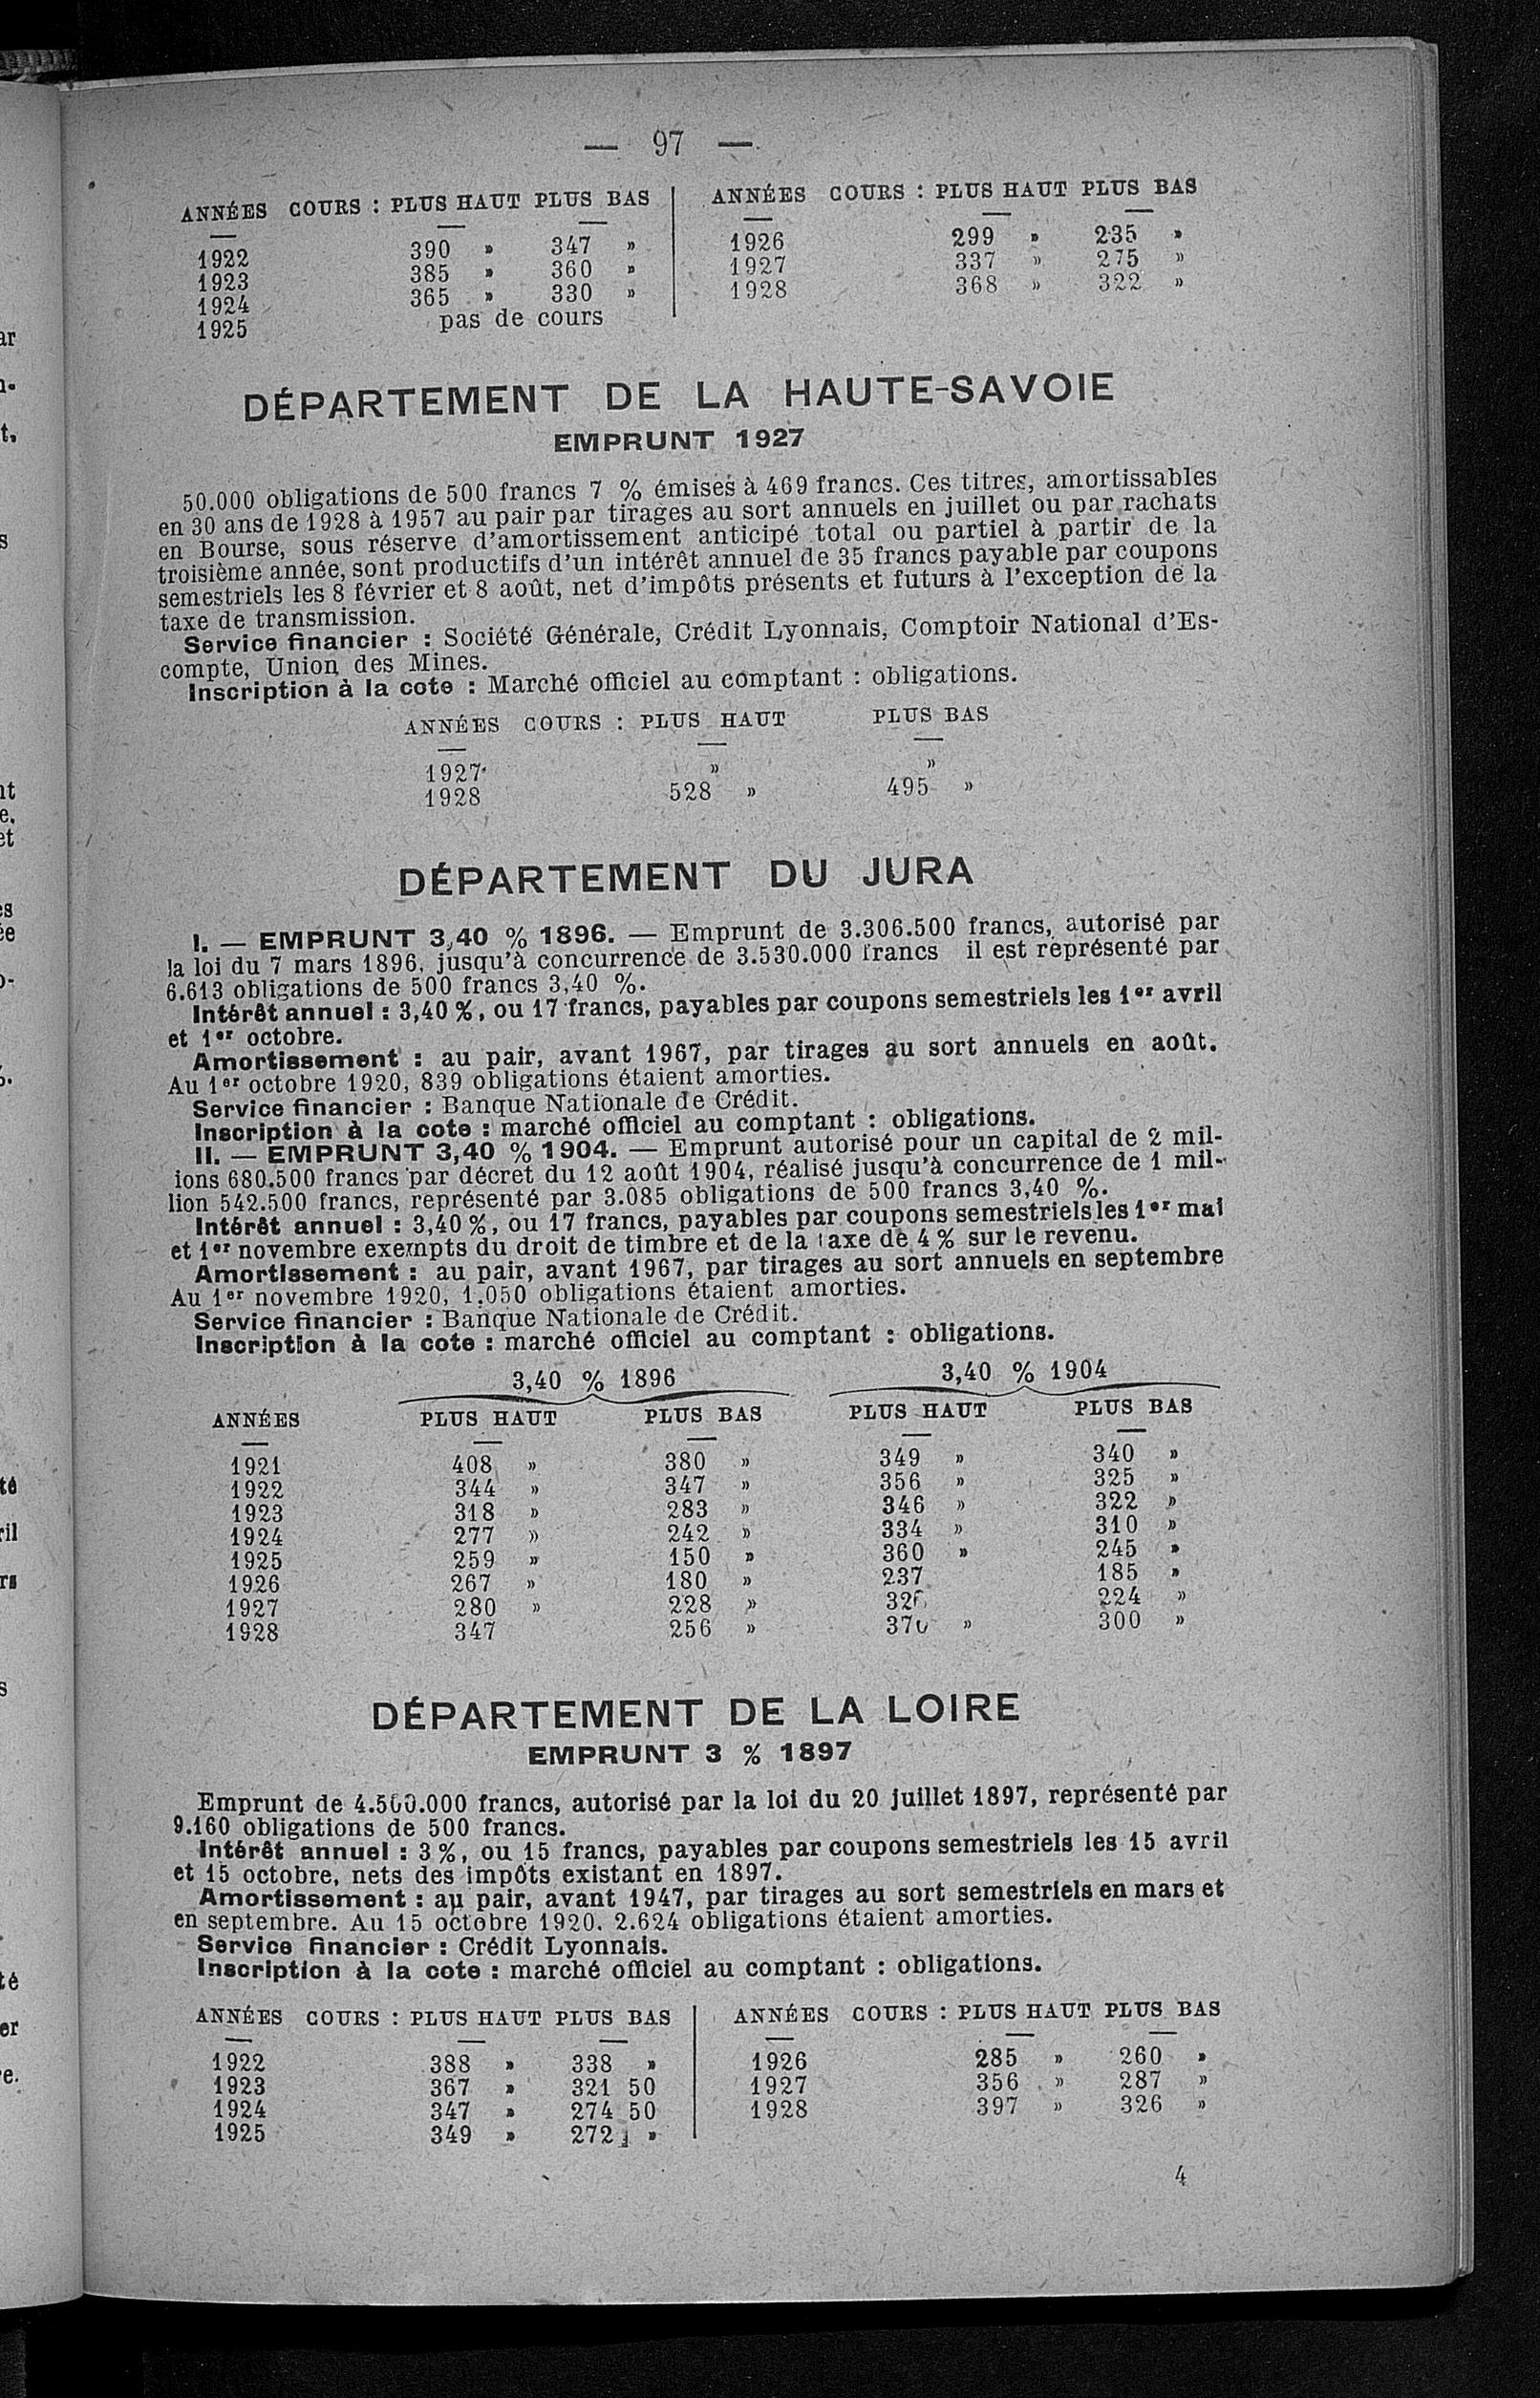 — 97 —
ANNÉES COURS : PLUS HAUT PLUS BAS
1922 390 » 347 »
1923 385 » 360 »
1924 365 » 330 »
1925 pas de cours
ANNÉES COURS : PLUS HAUT PLUS BAS
1926 299 » 235 »
1927 337 » 275 »
1928 368 » 322 »
DÉPARTEMENT DE LA HAUTE-SAVOIE
EMPRUNT 1927
50.000 obligations de 500 francs 7 % émises à 469 francs. Ces titres, amortissables
en 30 ans de 1928 à 1957 au pair par tirages au sort annuels en juillet ou par rachats
en Bourse, sous réserve d'amortissement anticipé total ou partiel à partir de la
troisième année, sont productifs d'un intérêt annuel de 35 francs payable par coupons
semestriels les 8 février et 8 août, net d'impôts présents et futurs à l'exception de la
taxe de transmission.
Service financier : Société Générale, Crédit Lyonnais, Comptoir National d'Es-
compte, Union des Mines.
Inscription à la cote : Marché officiel au comptant : obligations.
ANNÉES COURS : PLUS HAUT PLUS BAS
1927 » »
1928 528 » 495 »
DÉPARTEMENT DU JURA
I. — EMPRUNT 3,40 % 1896. — Emprunt de 3.306.500 francs, autorisé par
la loi du 7 mars 1896, jusqu'à concurrence de 3.530.000 francs il est représenté par
6.613 obligations de 500 francs 3,40 %.
Intérêt annuel : 3,40 %, ou 17 francs, payables par coupons semestriels les 1er avril
et 1er octobre.
Amortissement : au pair, avant 1967, par tirages au sort annuels en août.
Au 1er octobre 1920, 839 obligations étaient amorties.
Service financier : Banque Nationale de Crédit.
Inscription à la cote : marché officiel au comptant : obligations.
II. — EMPRUNT 3,40 % 1904. — Emprunt autorisé pour un capital de 2 mil-
ions 680.500 francs par décret du 12 août 1904, réalisé jusqu'à concurrence de 1 mil-
lion 542.500 francs, représenté par 3.085 obligations de 500 francs 3,40 %.
Intérêt annuel : 3,40 %, ou 17 francs, payables par coupons semestriels les 1er mai
et 1er novembre exempts du droit de timbre et de la taxe de 4 % sur le revenu.
Amortissement : au pair, avant 1967, par tirages au sort annuels en septembre
Au 1er novembre 1920, 1.050 obligations étaient amorties.
Service financier : Banque Nationale de Crédit.
Inscription à la cote : marché officiel au comptant : obligations.
3,40 % 1896 3,40 % 1904
ANNÉES PLUS HAUT PLUS BAS PLUS HAUT PLUS BAS
1921 408 » 380 » 349 » 340 »
1922 344 » 347 » 356 » 325 »
1923 318 » 283 » 346 » 322 »
1924 277 » 242 » 334 » 310 »
1925 259 » 150 » 360 » 245 »
1926 267 » 180 » 237 185 »
1927 280 » 228 » 224 »
1928 347 256 » 370 » 300 »
DÉPARTEMENT DE LA LOIRE
EMPRUNT 3 % 1897
Emprunt de 4.580.000 francs, autorisé par la loi du 20 juillet 1897, représenté par
9.160 obligations de 500 francs.
Intérêt annuel : 3 %, ou 15 francs, payables par coupons semestriels les 15 avril
et 15 octobre, nets des impôts existant en 1897.
Amortissement : au pair, avant 1947, par tirages au sort semestriels en mars et
en septembre. Au 15 octobre 1920, 2.624 obligations étaient amorties.
Service financier : Crédit Lyonnais.
Inscription à la cote : marché officiel au comptant : obligations.
ANNÉES COURS : PLUS HAUT PLUS BAS
1922 388 » 338 »
1923 367 » 321 50
1924 347 » 274 50
1925 349 » 272 »
ANNÉES COURS : PLUS HAUT PLUS BAS
1926 285 » 260 »
1927 356 » 287 »
1928 397 » 326 »
4